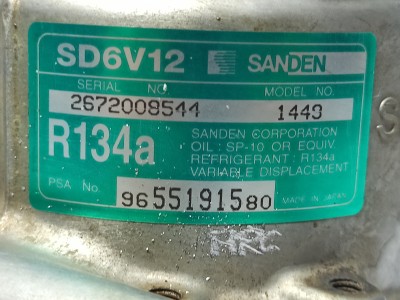 SD6V12 SANDEN
SERIAL NO. MODEL NO.
2672009544 1449
R134a
SANDEN CORPORATION
OIL : SP-10 OR EQUIV.
REFRIGERANT : R134a
VARIABLE DISPLACEMENT
PSA No. 9655191580 MADE IN JAPAN
S